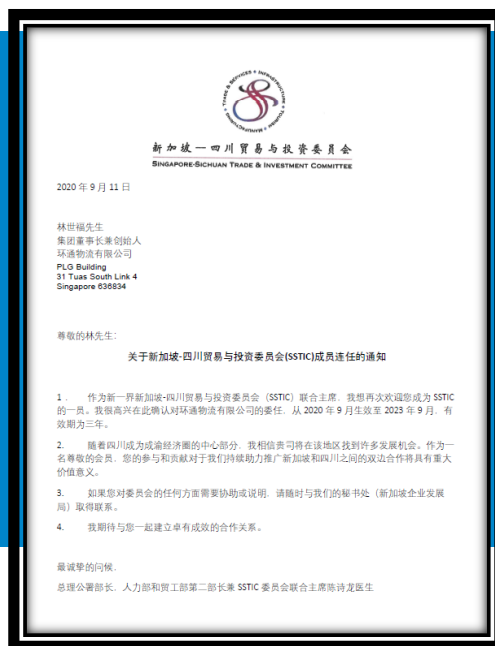 TRADE & SERVICES • INFRASTRUCTURE • TOURISM • MANUFACTURING
新加坡一四川贸易与投资委员会
SINGAPORE-SICHUAN TRADE & INVESTMENT COMMITTEE
2020 年 9 月 11 日
林世福先生
集团董事长兼创始人
环通物流有限公司
PLG Building
31 Tuas South Link 4
Singapore 636834
尊敬的林先生：
关于新加坡-四川贸易与投资委员会(SSTIC)成员连任的通知
1． 作为新一界新加坡-四川贸易与投资委员会（SSTIC）联合主席，我想再次欢迎您成为 SSTIC
的一员。我很高兴在此确认对环通物流有限公司的委任，从 2020 年 9 月生效至 2023 年 9 月，有
效期为三年。
2. 随着四川成为成渝经济圈的中心部分，我相信贵司将在该地区找到许多发展机会。作为一
名尊敬的会员，您的参与和贡献对于我们持续助力推广新加坡和四川之间的双边合作将具有重大
价值意义。
3. 如果您对委员会的任何方面需要协助或说明，请随时与我们的秘书处（新加坡企业发展
局）取得联系。
4. 我期待与您一起建立卓有成效的合作关系。
最诚挚的问候，
总理公署部长、人力部和贸工部第二部长兼 SSTIC 委员会联合主席陈诗龙医生